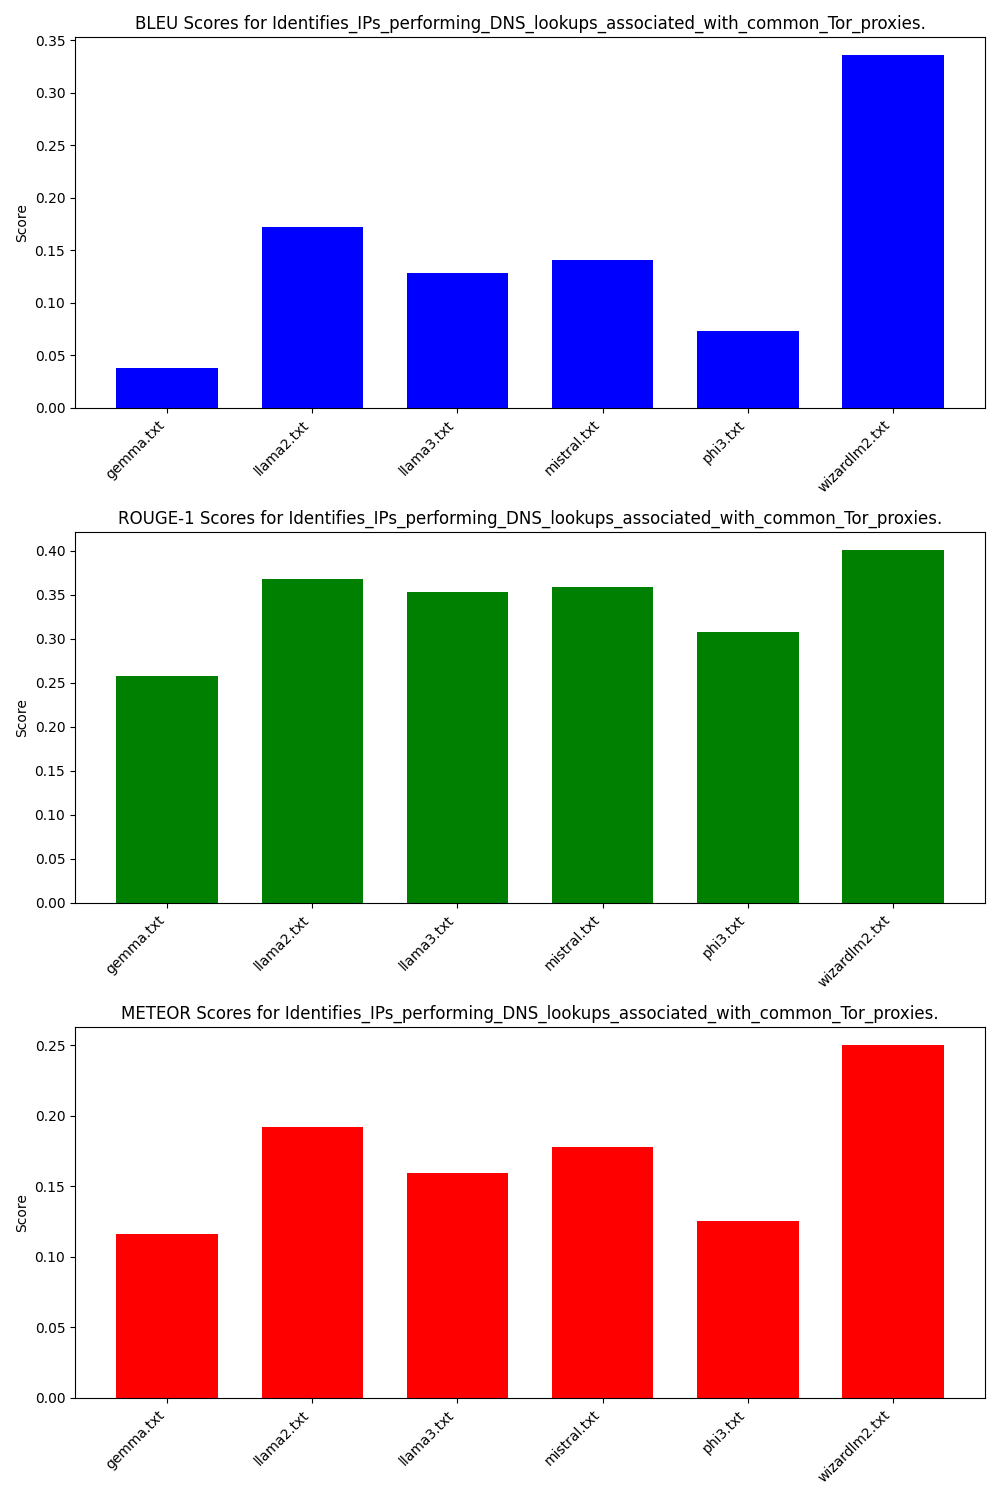 BLEU Scores for Identifies_IPs_performing_DNS_lookups_associated_with_common_Tor_proxies.
0.35
0.30
0.25
0.20
0.15
0.10
0.05
0.00
Score
gemma.txt
llama2.txt
llama3.txt
mistral.txt
phi3.txt
wizardlm2.txt
ROUGE-1 Scores for Identifies_IPs_performing_DNS_lookups_associated_with_common_Tor_proxies.
0.40
0.35
0.30
0.25
0.20
0.15
0.10
0.05
0.00
Score
gemma.txt
llama2.txt
llama3.txt
mistral.txt
phi3.txt
wizardlm2.txt
METEOR Scores for Identifies_IPs_performing_DNS_lookups_associated_with_common_Tor_proxies.
0.25
0.20
0.15
0.10
0.05
0.00
Score
gemma.txt
llama2.txt
llama3.txt
mistral.txt
phi3.txt
wizardlm2.txt